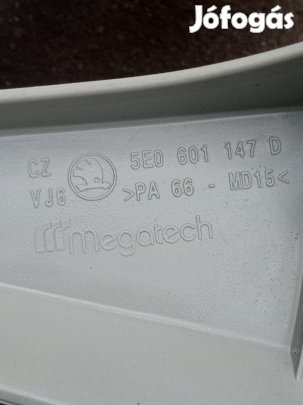 Jófogás
CZ 5E0 601 147 D
VJ6 >PA 66 - MD15<
megatech